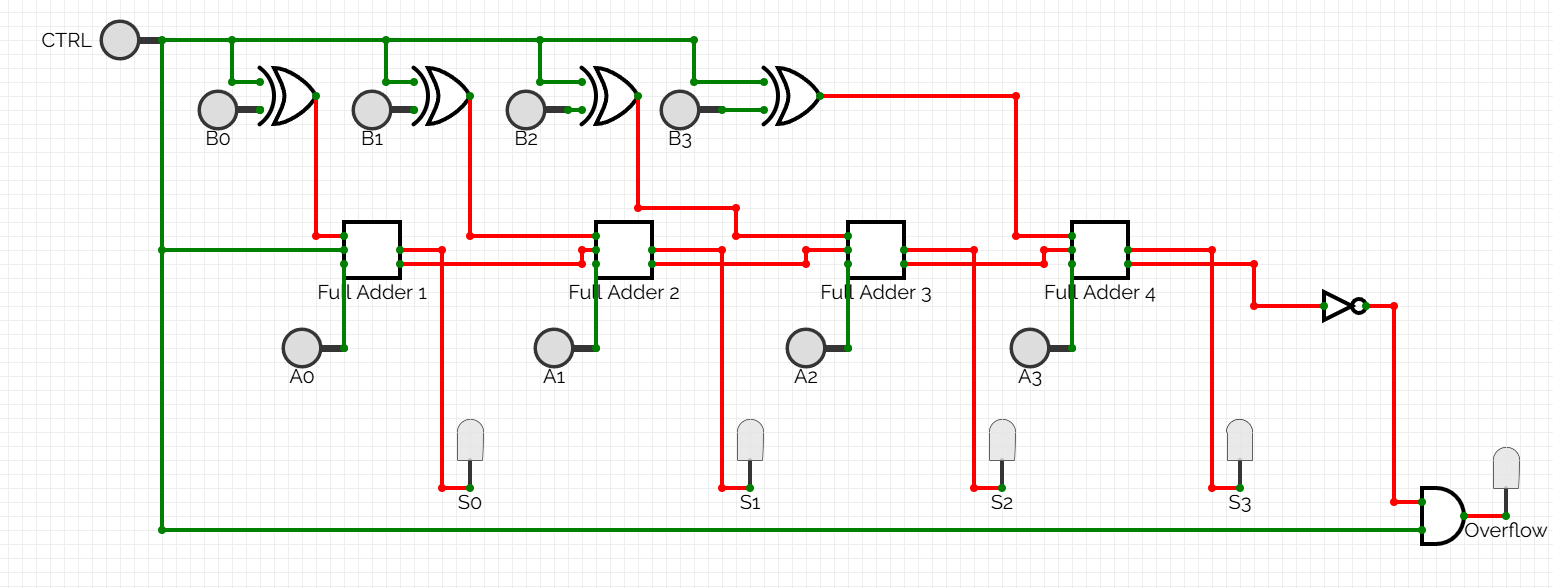 CTRL
B0
B1
B2
B3
Full Adder 1
Full Adder 2
Full Adder 3
Full Adder 4
A0
A1
A2
A3
S0
S1
S2
S3
Overflow